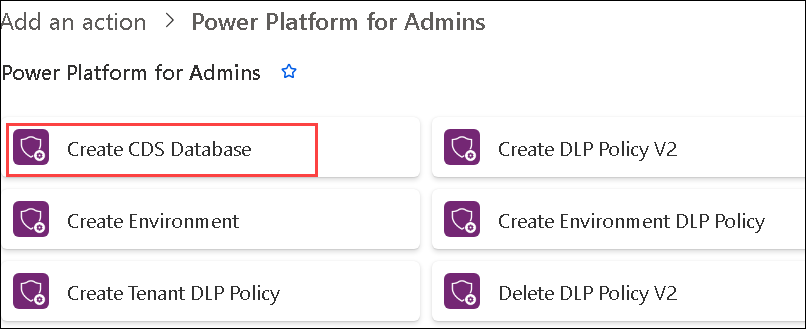 Add an action > Power Platform for Admins
Power Platform for Admins
Create CDS Database
Create DLP Policy V2
Create Environment
Create Environment DLP Policy
Create Tenant DLP Policy
Delete DLP Policy V2